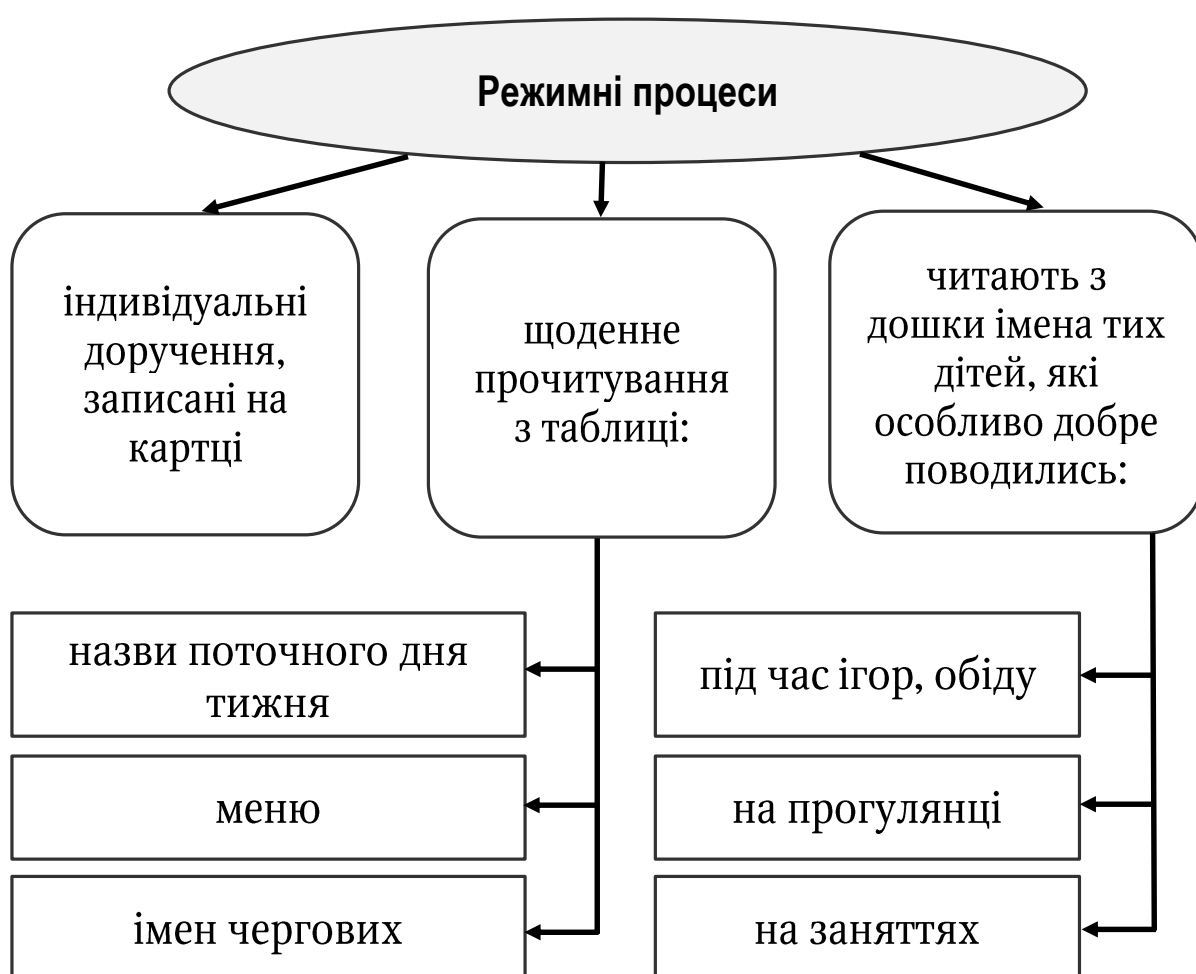 Режимні процеси
індивідуальні
доручення,
записані на
картці
щоденне
прочитування
з таблиці:
читають з
дошки імена тих
дітей, які
особливо добре
поводились:
назви поточного дня
тижня
меню
імен чергових
під час ігор, обіду
на прогулянці
на заняттях